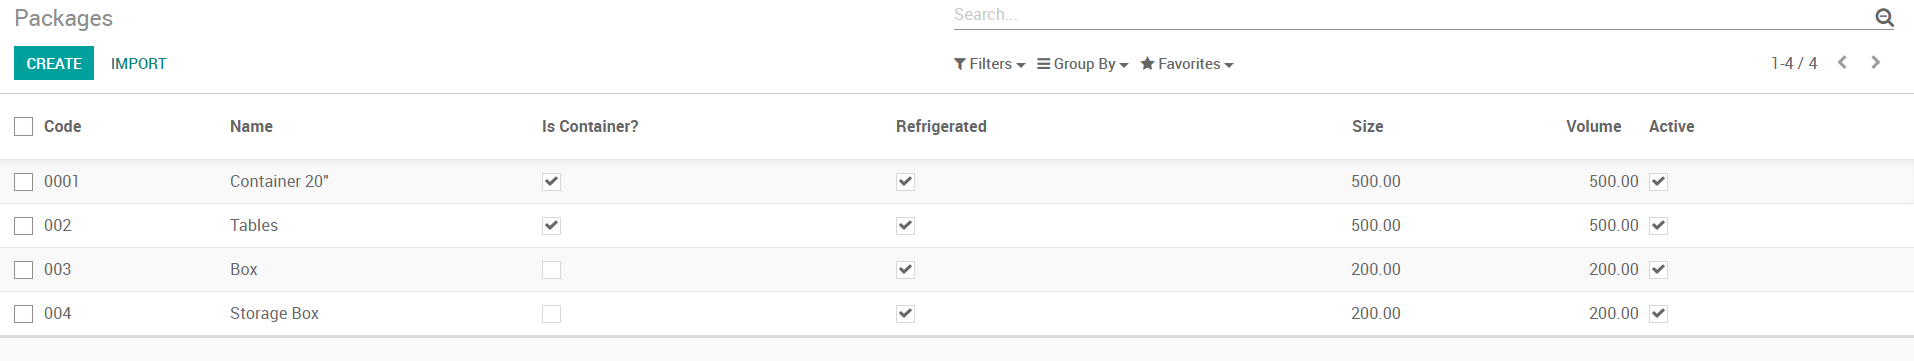 Packages
Search...
CREATE IMPORT
Filters Group By Favorites
1-4 / 4
Code Name Is Container? Refrigerated Size Volume Active
0001 Container 20" 500.00 500.00
002 Tables 500.00 500.00
003 Box 200.00 200.00
004 Storage Box 200.00 200.00